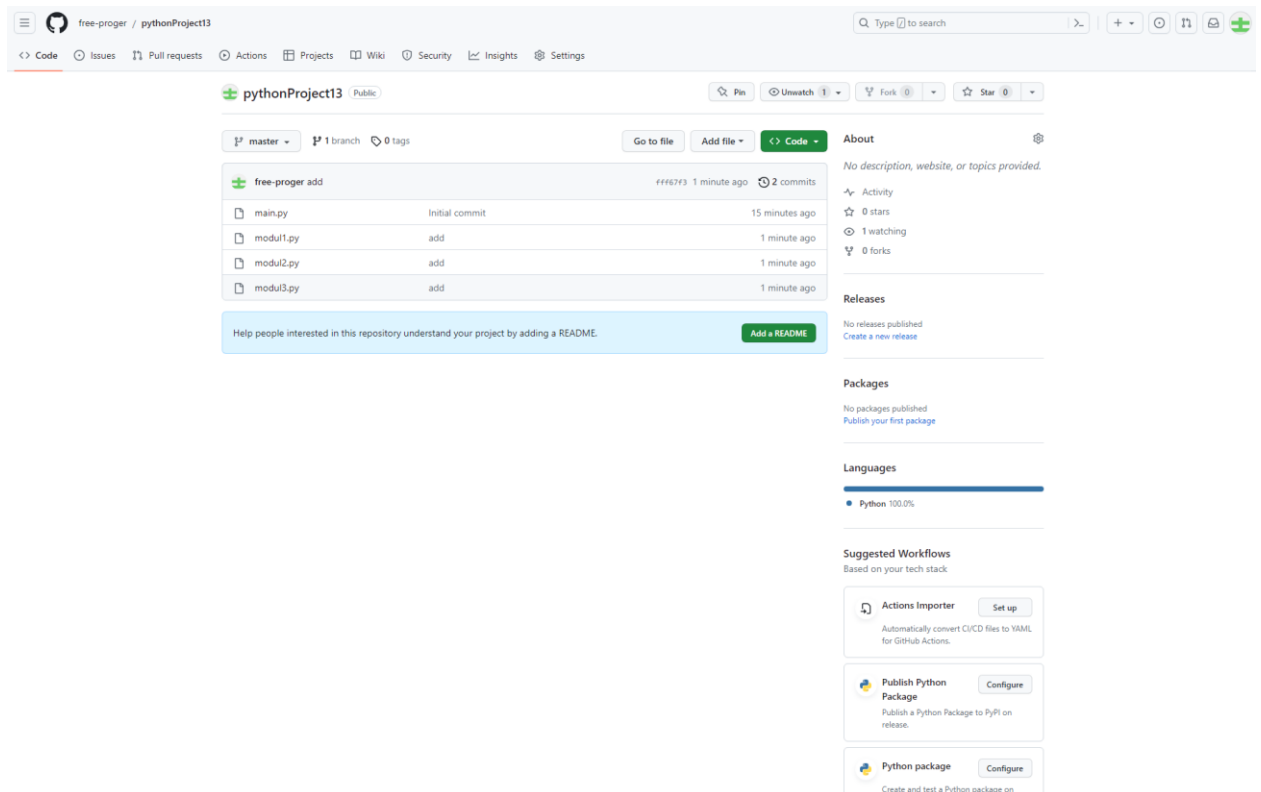 free-proger / pythonProject13
Type / to search
Code Issues Pull requests Actions Projects Wiki Security Insights Settings
pythonProject13 Public
Pin Unwatch 1 Fork 0 Star 0
master 1 branch 0 tags Go to file Add file Code
free-proger add fff67f3 1 minute ago 2 commits
main.py Initial commit 15 minutes ago
modul1.py add 1 minute ago
modul2.py add 1 minute ago
modul3.py add 1 minute ago
Help people interested in this repository understand your project by adding a README. Add a README
About
No description, website, or topics provided.
Activity
0 stars
1 watching
0 forks
Releases
No releases published
Create a new release
Packages
No packages published
Publish your first package
Languages
Python 100.0%
Suggested Workflows
Based on your tech stack
Actions Importer Set up
Automatically convert CI/CD files to YAML
for GitHub Actions.
Publish Python Configure
Package
Publish a Python Package to PyPI on
release.
Python package Configure
Create and test a Python package on